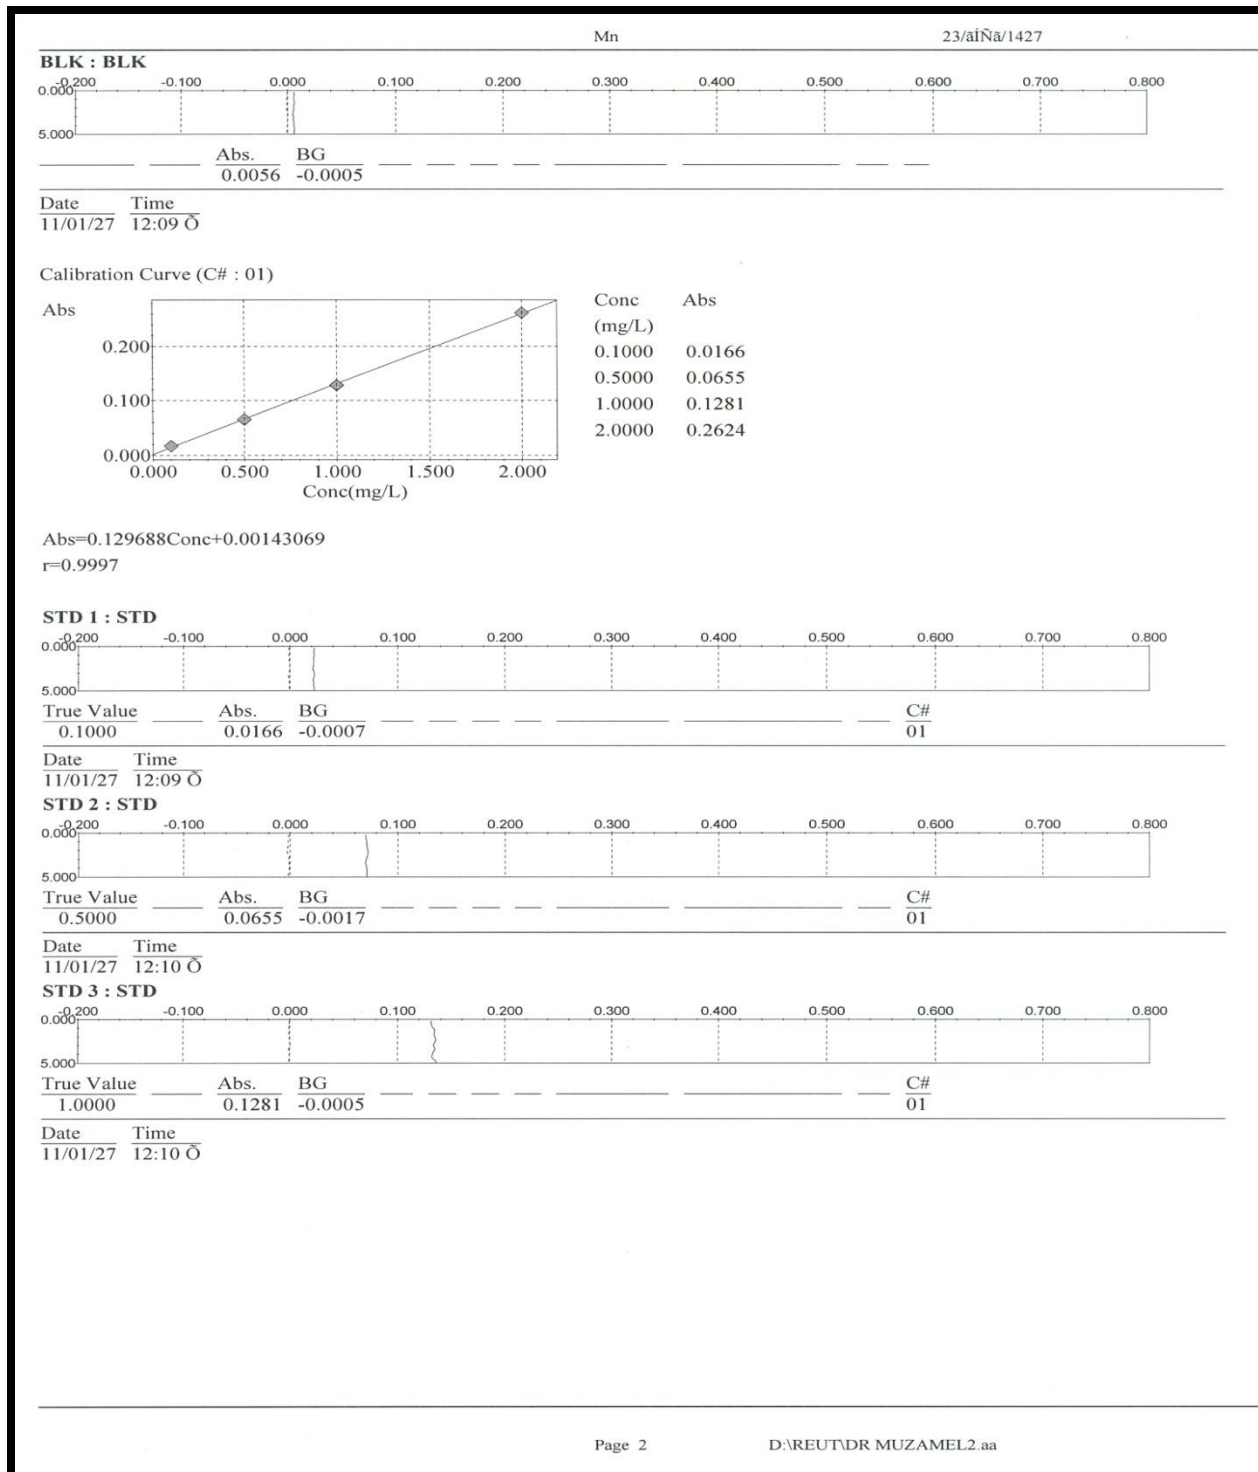 Mn 23/ãÍÑã/1427
BLK : BLK
-0.200 -0.100 0.000 0.100 0.200 0.300 0.400 0.500 0.600 0.700 0.800
0.000
5.000
Abs. BG
0.0056 -0.0005
Date Time
11/01/27 12:09 Õ
Calibration Curve (C# : 01)
Abs
0.200
0.100
0.000
0.000 0.500 1.000 1.500 2.000
Conc(mg/L)
Conc Abs
(mg/L)
0.1000 0.0166
0.5000 0.0655
1.0000 0.1281
2.0000 0.2624
Abs=0.129688Conc+0.00143069
r=0.9997
STD 1 : STD
-0.200 -0.100 0.000 0.100 0.200 0.300 0.400 0.500 0.600 0.700 0.800
0.000
5.000
True Value Abs. BG C#
0.1000 0.0166 -0.0007 01
Date Time
11/01/27 12:09 Õ
STD 2 : STD
-0.200 -0.100 0.000 0.100 0.200 0.300 0.400 0.500 0.600 0.700 0.800
0.000
5.000
True Value Abs. BG C#
0.5000 0.0655 -0.0017 01
Date Time
11/01/27 12:10 Õ
STD 3 : STD
-0.200 -0.100 0.000 0.100 0.200 0.300 0.400 0.500 0.600 0.700 0.800
0.000
5.000
True Value Abs. BG C#
1.0000 0.1281 -0.0005 01
Date Time
11/01/27 12:10 Õ
Page 2 D:\REUT\DR MUZAMEL2.aa